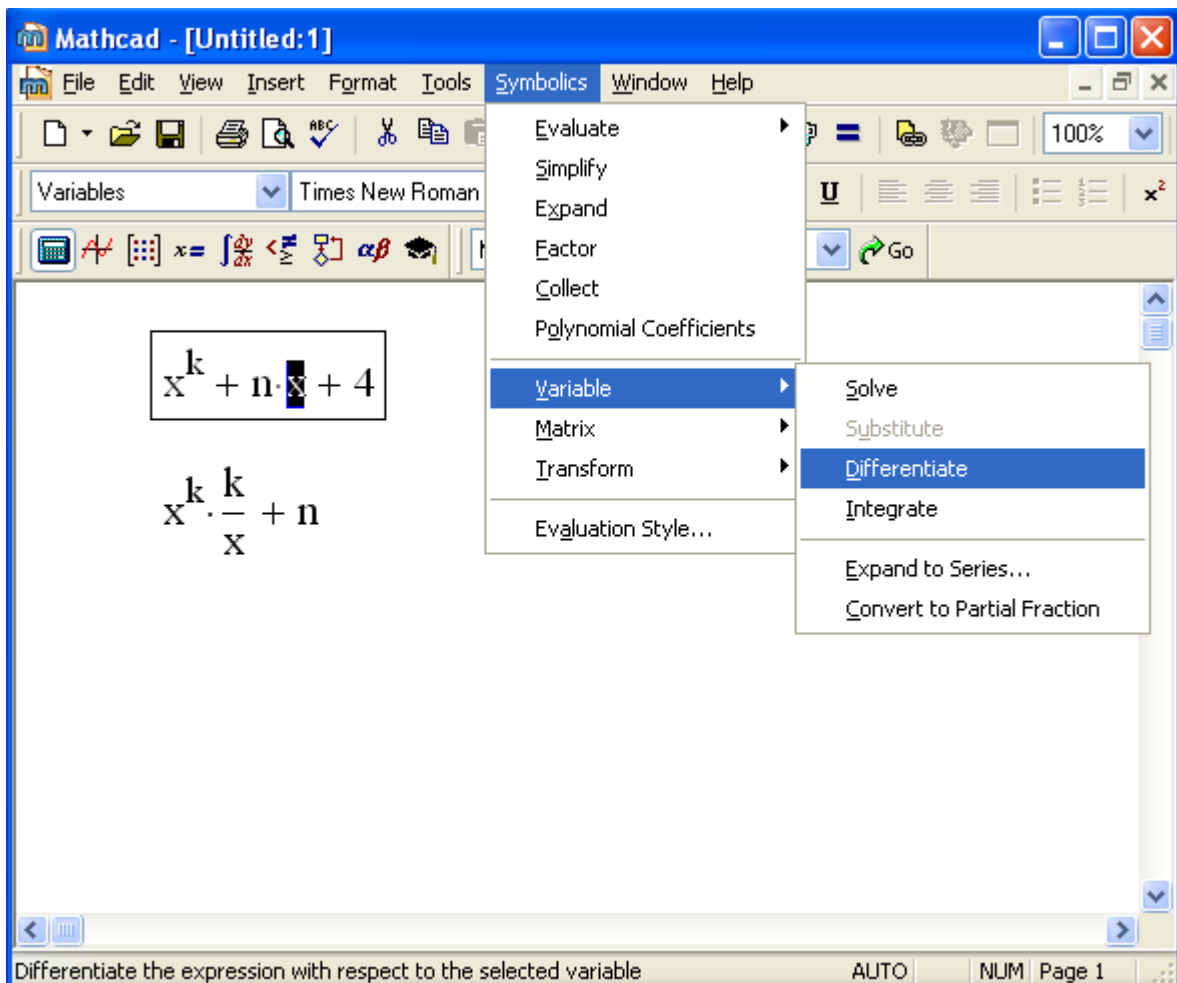 Mathcad - [Untitled:1]
File Edit View Insert Format Tools Symbolics Window Help
100%
Variables Times New Roman U x²
x= αβ Go
Evaluate
Simplify
Expand
Factor
Collect
Polynomial Coefficients
Variable
Matrix
Transform
Evaluation Style...
Solve
Substitute
Differentiate
Integrate
Expand to Series...
Convert to Partial Fraction
x^k + n·x + 4
x^k · k/x + n
Differentiate the expression with respect to the selected variable AUTO NUM Page 1